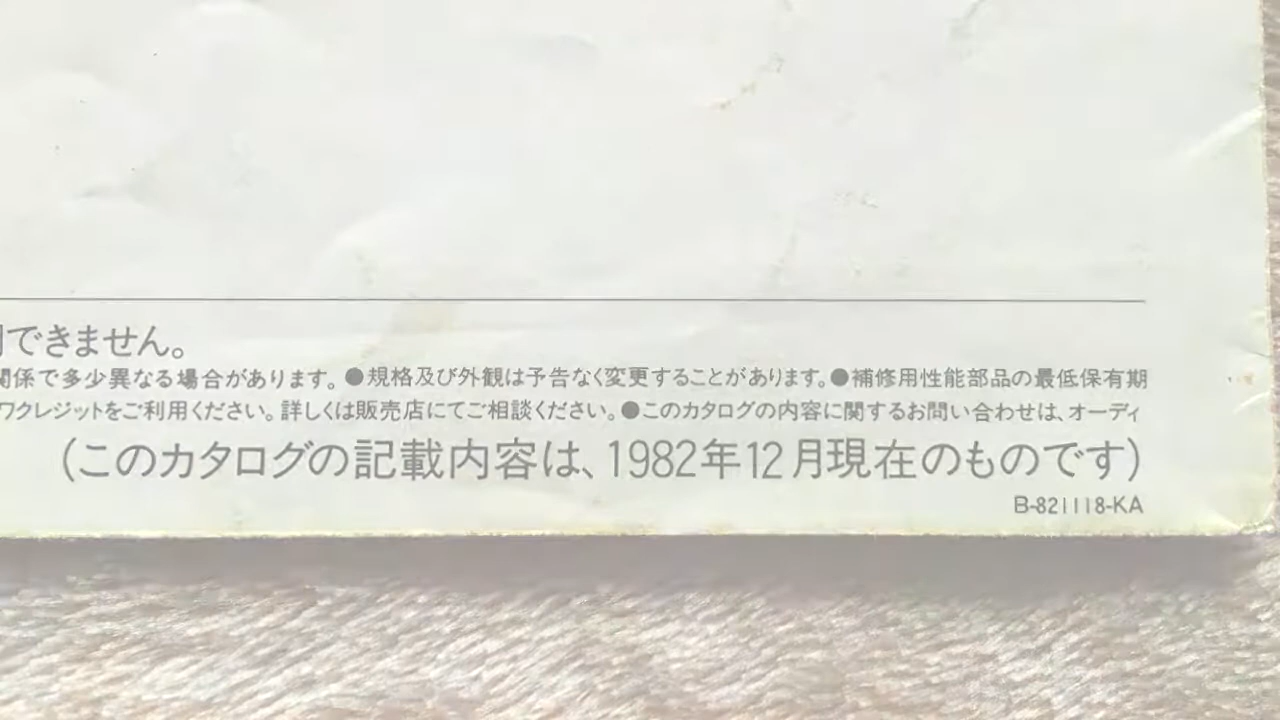 できません。
関係で多少異なる場合があります。●規格及び外観は予告なく変更することがあります。●補修用性能部品の最低保有期
ワクレジットをご利用ください。詳しくは販売店にてご相談ください。●このカタログの内容に関するお問い合わせは、オーディ
(このカタログの記載内容は、1982年12月現在のものです)
B-821118-KA